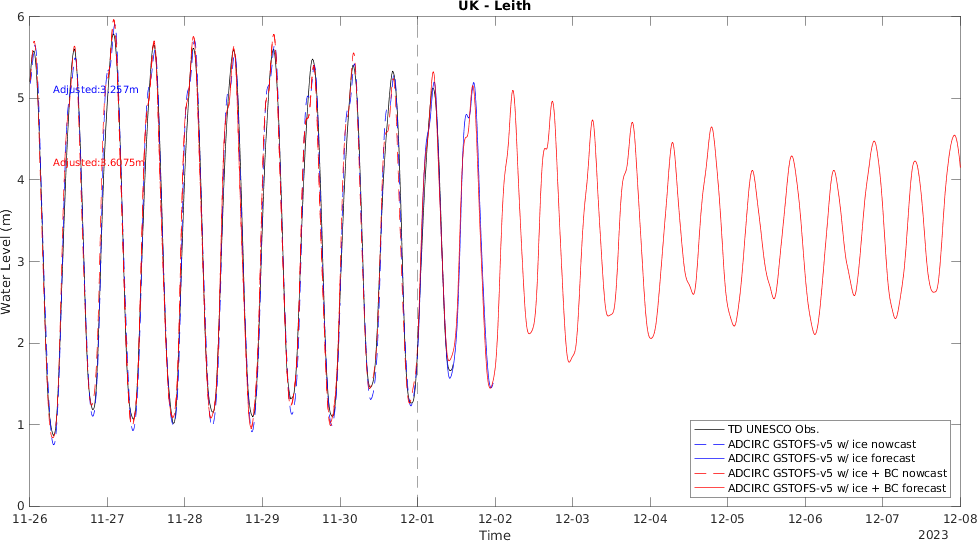 UK - Leith
6
5
4
3
2
1
0
Water Level (m)
Adjusted:3.257m
Adjusted:3.6075m
TD UNESCO Obs.
ADCIRC GSTOFS-v5 w/ ice nowcast
ADCIRC GSTOFS-v5 w/ ice forecast
ADCIRC GSTOFS-v5 w/ ice + BC nowcast
ADCIRC GSTOFS-v5 w/ ice + BC forecast
11-26 11-27 11-28 11-29 11-30 12-01 12-02 12-03 12-04 12-05 12-06 12-07 12-08
Time
2023